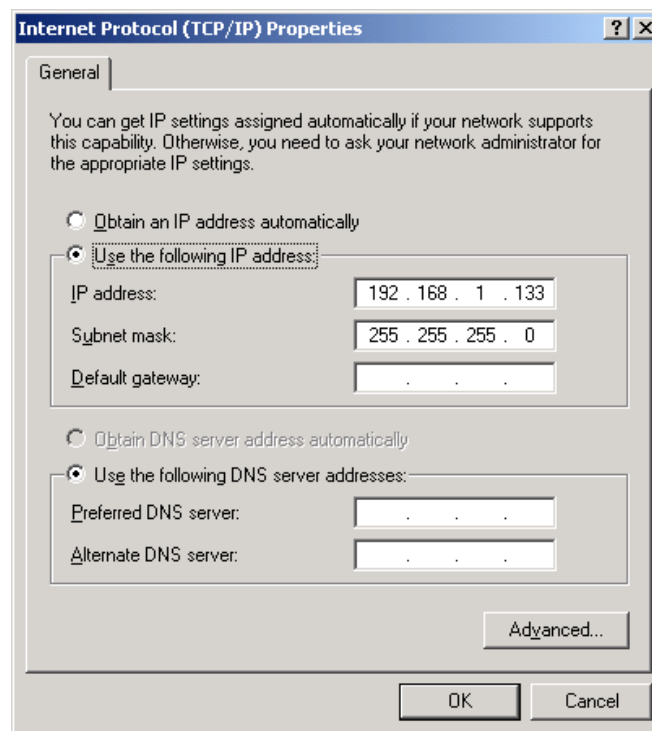 Internet Protocol (TCP/IP) Properties
General
You can get IP settings assigned automatically if your network supports
this capability. Otherwise, you need to ask your network administrator for
the appropriate IP settings.
Obtain an IP address automatically
Use the following IP address:
IP address: 192 . 168 . 1 . 133
Subnet mask: 255 . 255 . 255 . 0
Default gateway: . . .
Obtain DNS server address automatically
Use the following DNS server addresses:
Preferred DNS server: . . .
Alternate DNS server: . . .
Advanced...
OK Cancel